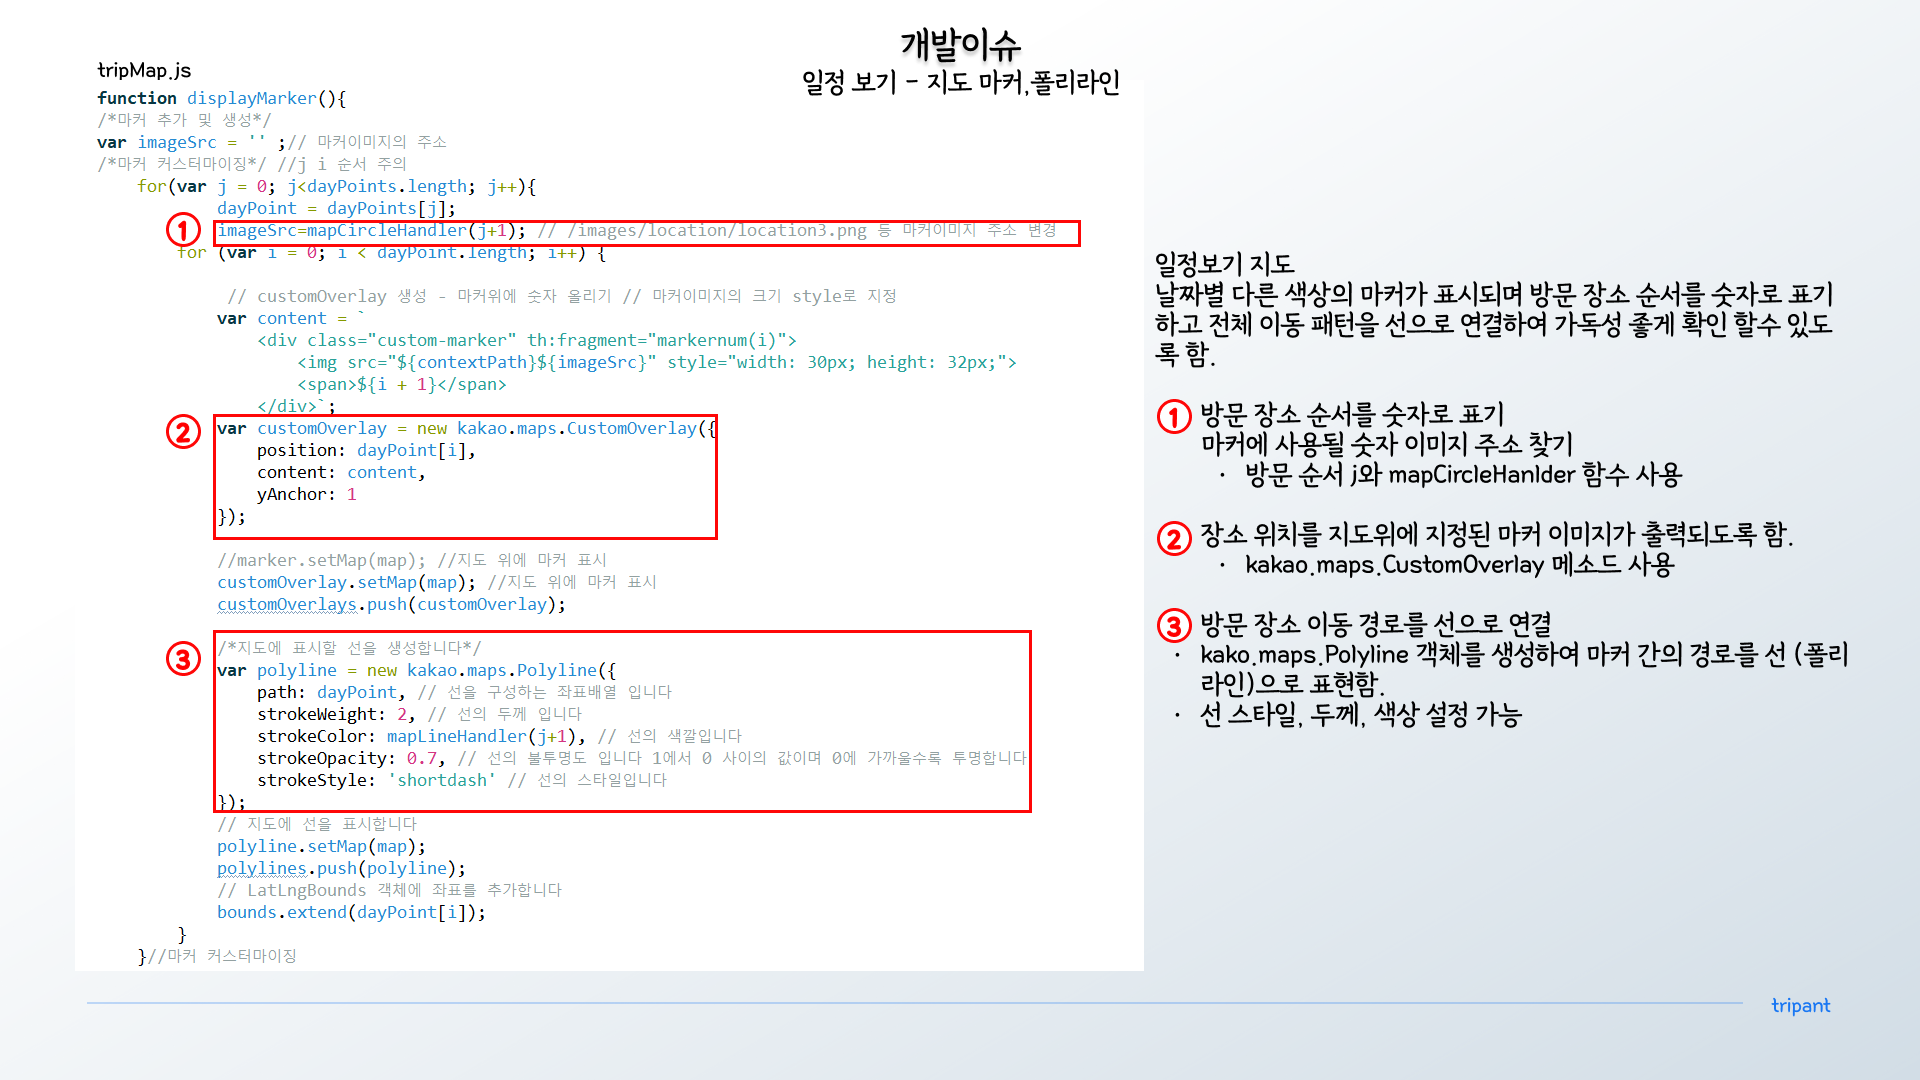 개발이슈
일정 보기 - 지도 마커,폴리라인
tripMap.js
function displayMarker(){
/*마커 추가 및 생성*/
var imageSrc = '' ;// 마커이미지의 주소
/*마커 커스터마이징*/ //j i 순서 주의
for(var j = 0; j<dayPoints.length; j++){
dayPoint = dayPoints[j];
① imageSrc=mapCircleHandler(j+1); // /images/location/location3.png 등 마커이미지 주소 변경
for (var i = 0; i < dayPoint.length; i++) {
// customOverlay 생성 - 마커위에 숫자 올리기 // 마커이미지의 크기 style로 지정
var content = `
<div class="custom-marker" th:fragment="markernum(i)">
<img src="${contextPath}${imageSrc}" style="width: 30px; height: 32px;">
<span>${i + 1}</span>
</div>`;
② var customOverlay = new kakao.maps.CustomOverlay({
position: dayPoint[i],
content: content,
yAnchor: 1
});
//marker.setMap(map); //지도 위에 마커 표시
customOverlay.setMap(map); //지도 위에 마커 표시
customOverlays.push(customOverlay);
/*지도에 표시할 선을 생성합니다*/
③ var polyline = new kakao.maps.Polyline({
path: dayPoint, // 선을 구성하는 좌표배열 입니다
strokeWeight: 2, // 선의 두께 입니다
strokeColor: mapLineHandler(j+1), // 선의 색깔입니다
strokeOpacity: 0.7, // 선의 불투명도 입니다 1에서 0 사이의 값이며 0에 가까울수록 투명합니다
strokeStyle: 'shortdash' // 선의 스타일입니다
});
// 지도에 선을 표시합니다
polyline.setMap(map);
polylines.push(polyline);
// LatLngBounds 객체에 좌표를 추가합니다
bounds.extend(dayPoint[i]);
}
}//마커 커스터마이징
일정보기 지도
날짜별 다른 색상의 마커가 표시되며 방문 장소 순서를 숫자로 표기
하고 전체 이동 패턴을 선으로 연결하여 가독성 좋게 확인 할수 있도
록 함.
① 방문 장소 순서를 숫자로 표기
마커에 사용될 숫자 이미지 주소 찾기
· 방문 순서 j와 mapCircleHanlder 함수 사용
② 장소 위치를 지도위에 지정된 마커 이미지가 출력되도록 함.
· kakao.maps.CustomOverlay 메소드 사용
③ 방문 장소 이동 경로를 선으로 연결
· kako.maps.Polyline 객체를 생성하여 마커 간의 경로를 선 (폴리
라인)으로 표현함.
· 선 스타일, 두께, 색상 설정 가능
tripant